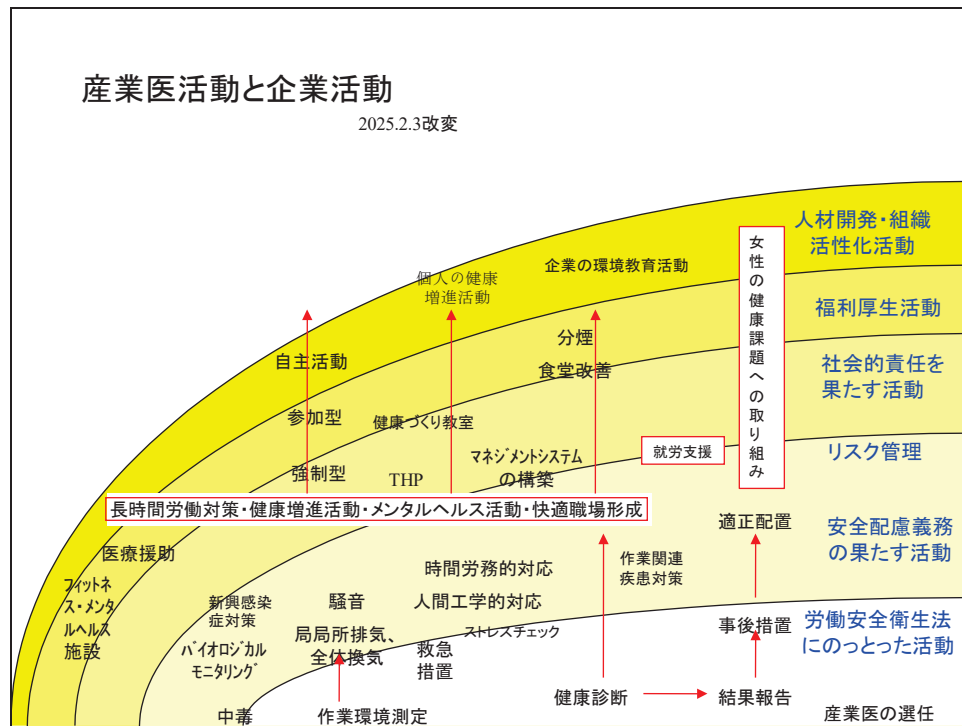 産業医活動と企業活動
2025.2.3改変
人材開発・組織
活性化活動
女性の健康課題への取り組み
企業の環境教育活動
個人の健康
増進活動
福利厚生活動
分煙
自主活動
食堂改善
社会的責任を
果たす活動
参加型
健康づくり教室
マネジメントシステム
の構築
就労支援
リスク管理
強制型
THP
長時間労働対策・健康増進活動・メンタルヘルス活動・快適職場形成
適正配置
安全配慮義務
の果たす活動
医療援助
時間労務的対応
作業関連
疾患対策
フィットネ
ス・メンタ
ルヘルス
施設
新興感染
症対策
騒音
人間工学的対応
ストレスチェック
事後措置
労働安全衛生法
にのっとった活動
バイオロジカル
モニタリング
局局所排気、
全体換気
救急
措置
健康診断
結果報告
中毒
作業環境測定
産業医の選任